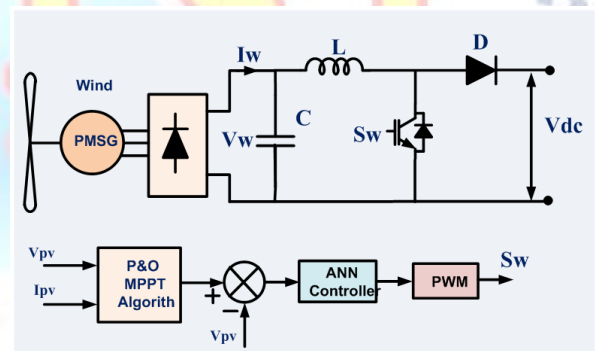 Wind
PMSG
Iw
L
D
Vw
C
Sw
Vdc
Vpv
Ipv
P&O
MPPT
Algorith
+
−
Vpv
ANN
Controller
PWM
Sw